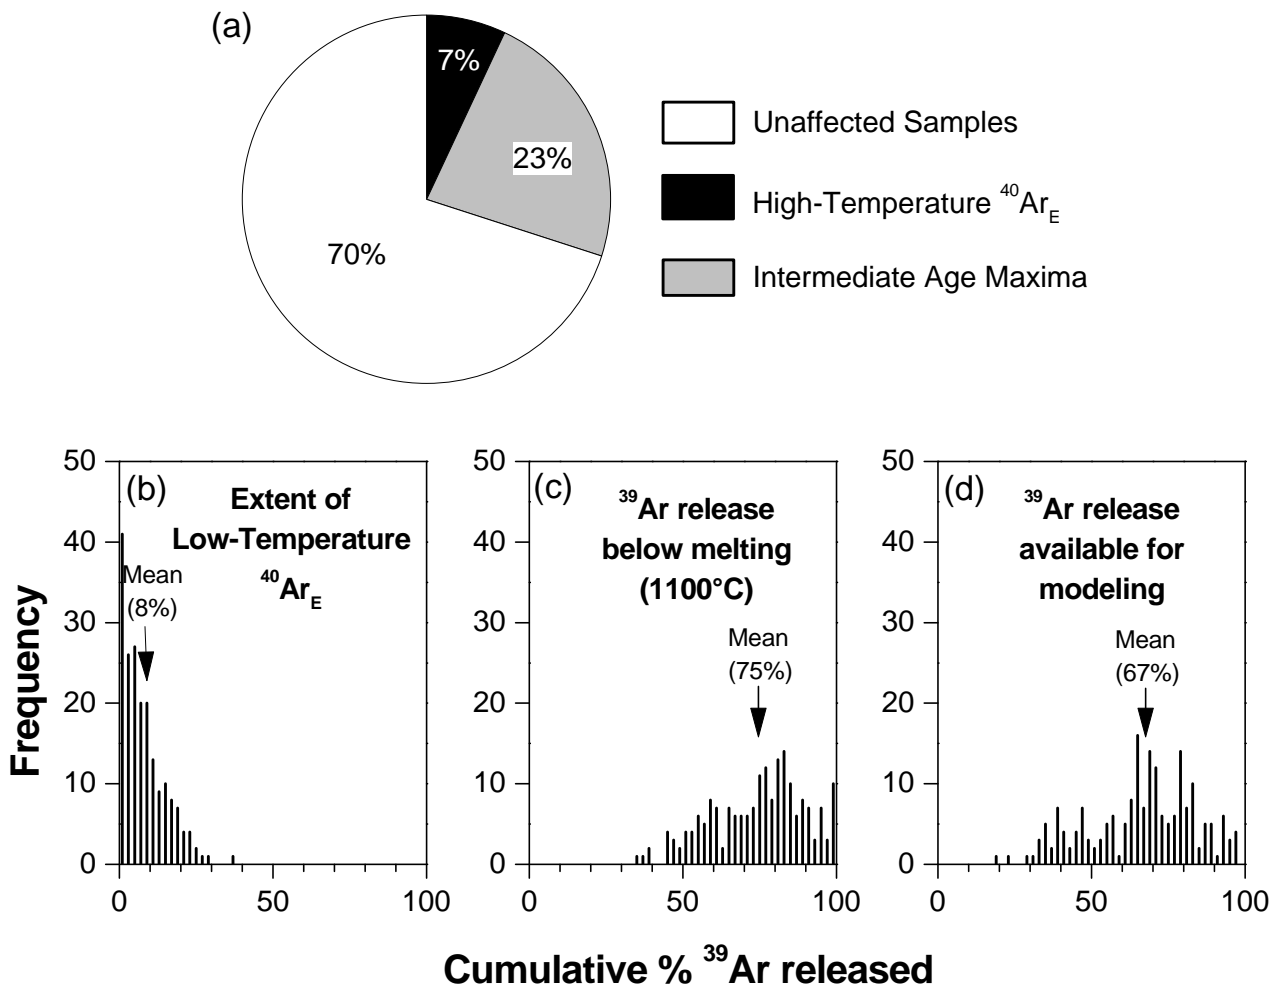 (a)
7%
23%
70%
Unaffected Samples
High-Temperature ⁴⁰Ar_E
Intermediate Age Maxima
Frequency
50
40
30
20
10
0
0
50
100
(b)
Extent of
Low-Temperature
⁴⁰Ar_E
Mean
(8%)
50
40
30
20
10
0
0
50
100
(c)
³⁹Ar release
below melting
(1100°C)
Mean
(75%)
50
40
30
20
10
0
0
50
100
(d)
³⁹Ar release
available for
modeling
Mean
(67%)
Cumulative % ³⁹Ar released